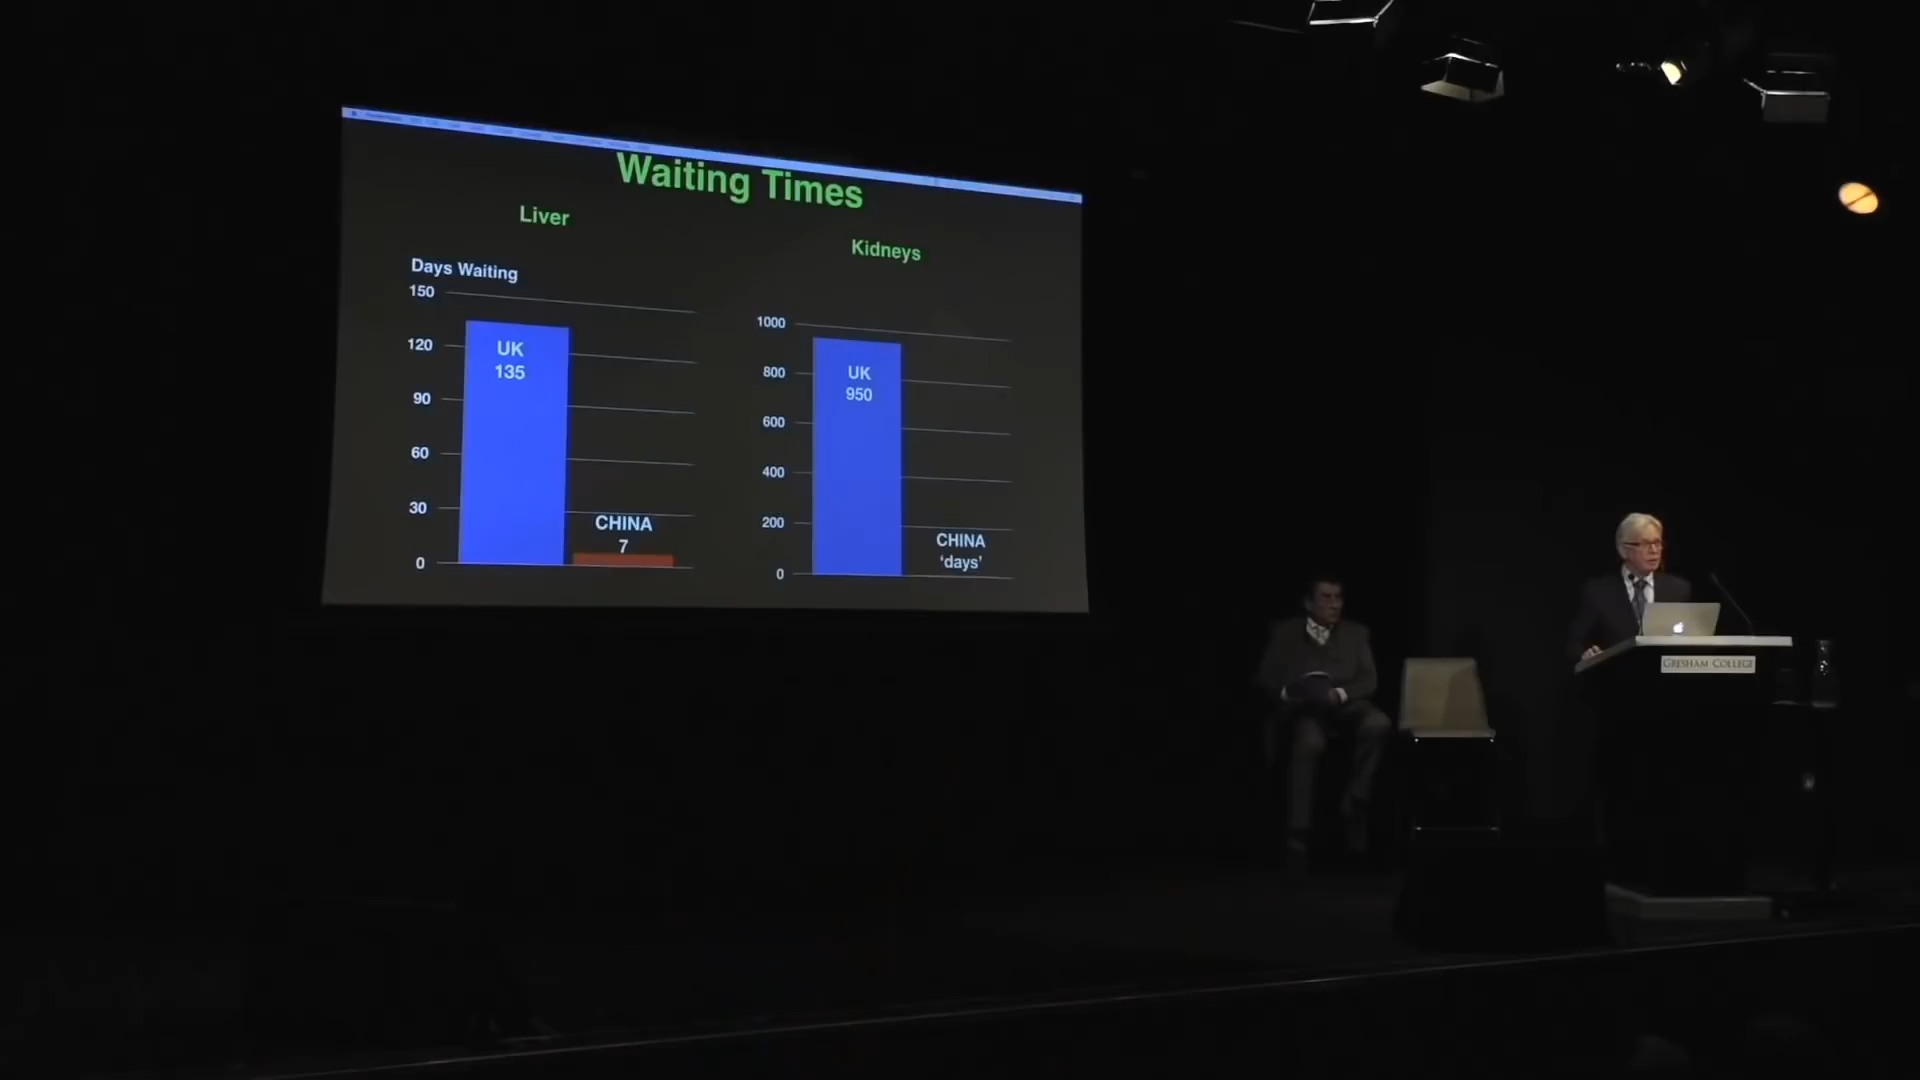 Waiting Times
Liver
Kidneys
Days Waiting
150
120
90
60
30
0
UK
135
CHINA
7
1000
800
600
400
200
0
UK
950
CHINA
‘days’
GRESHAM COLLEGE